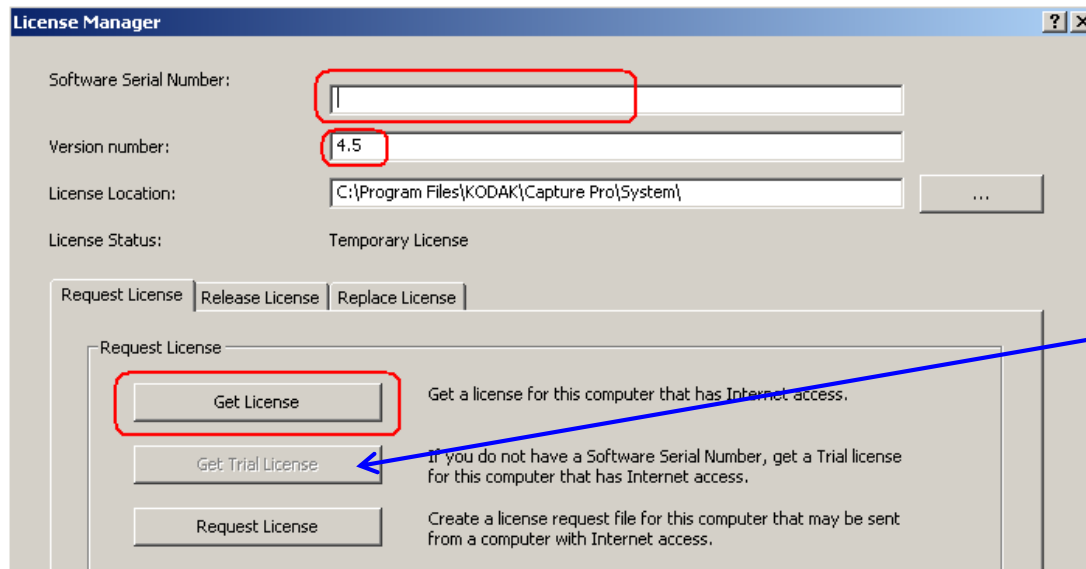 License Manager
Software Serial Number:
Version number: 4.5
License Location: C:\Program Files\KODAK\Capture Pro\System\ ...
License Status: Temporary License
Request License Release License Replace License
Request License
Get License Get a license for this computer that has Internet access.
Get Trial License If you do not have a Software Serial Number, get a Trial license
for this computer that has Internet access.
Request License Create a license request file for this computer that may be sent
from a computer with Internet access.